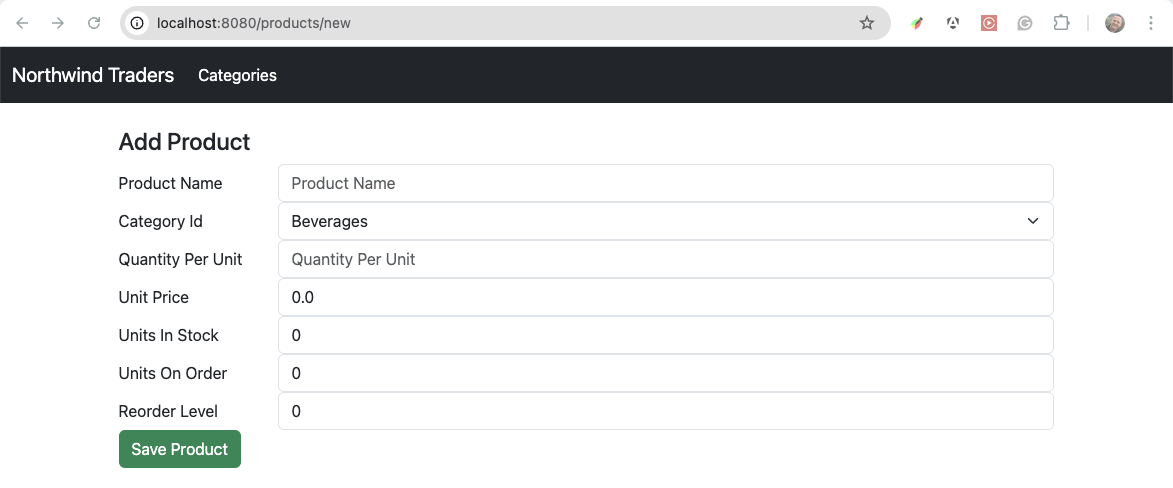 localhost:8080/products/new
Northwind Traders Categories
Add Product
Product Name Product Name
Category Id Beverages
Quantity Per Unit Quantity Per Unit
Unit Price 0.0
Units In Stock 0
Units On Order 0
Reorder Level 0
Save Product